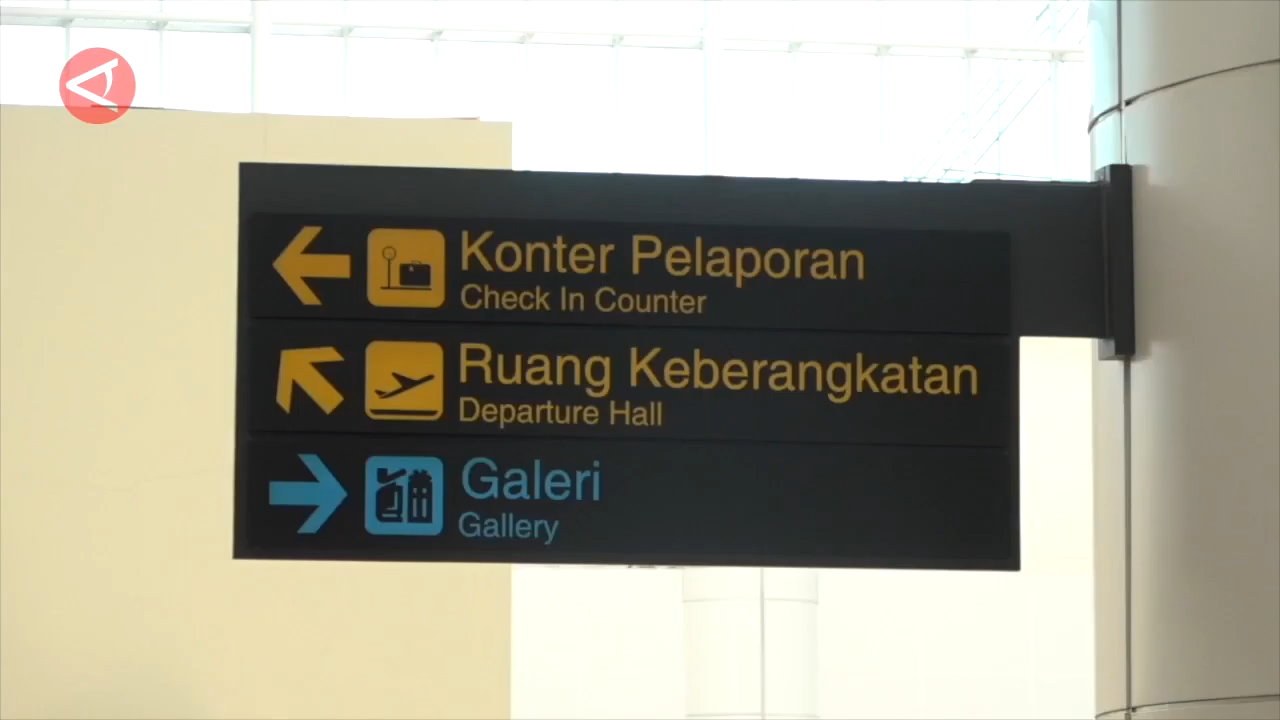 Konter Pelaporan
Check In Counter
Ruang Keberangkatan
Departure Hall
Galeri
Gallery